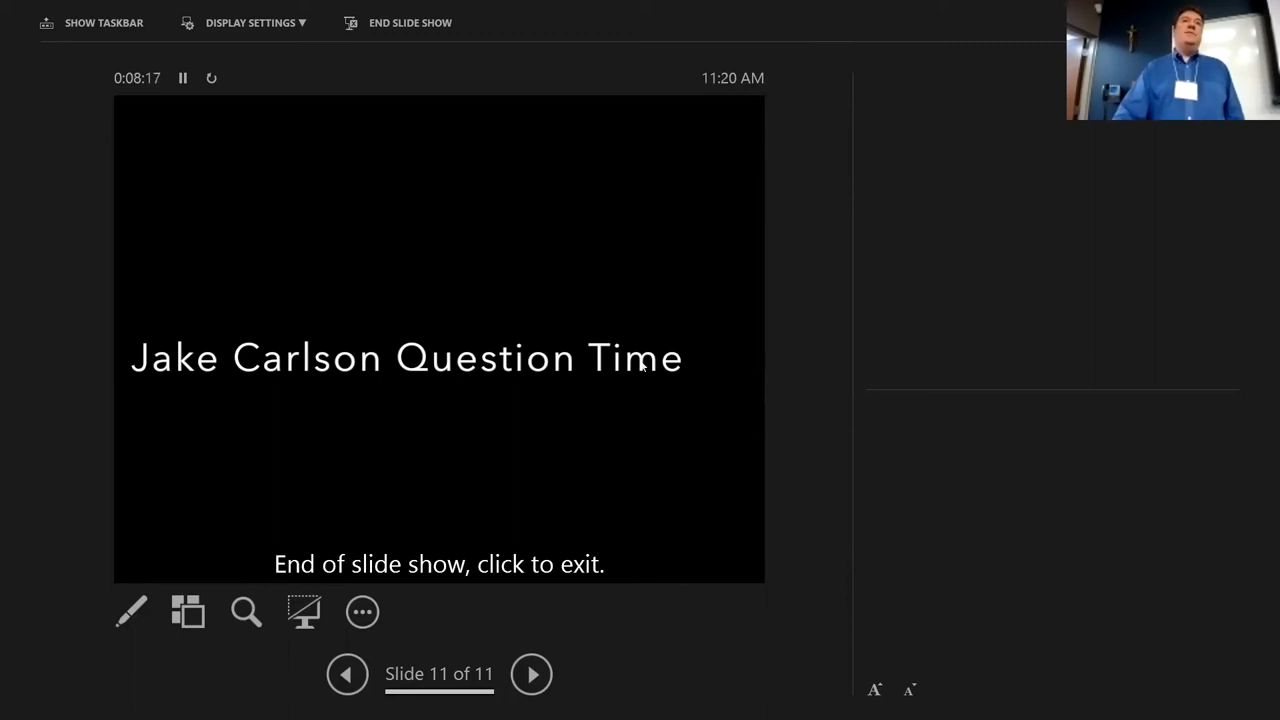 SHOW TASKBAR
DISPLAY SETTINGS ▼
END SLIDE SHOW
0:08:17
11:20 AM
Jake Carlson Question Time
End of slide show, click to exit.
Slide 11 of 11
A A